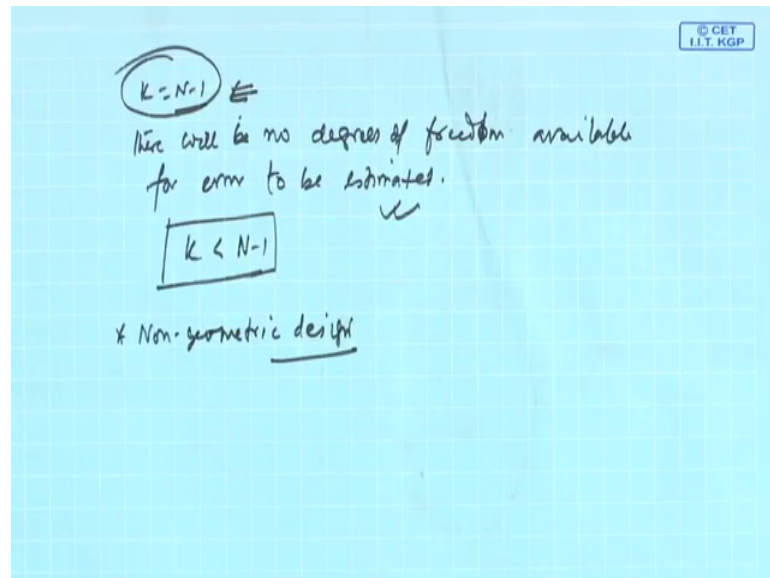 © CET
I.I.T. KGP
K = N-1
There will be no degrees of freedom available
for error to be estimates.
K < N-1
* Non-geometric design